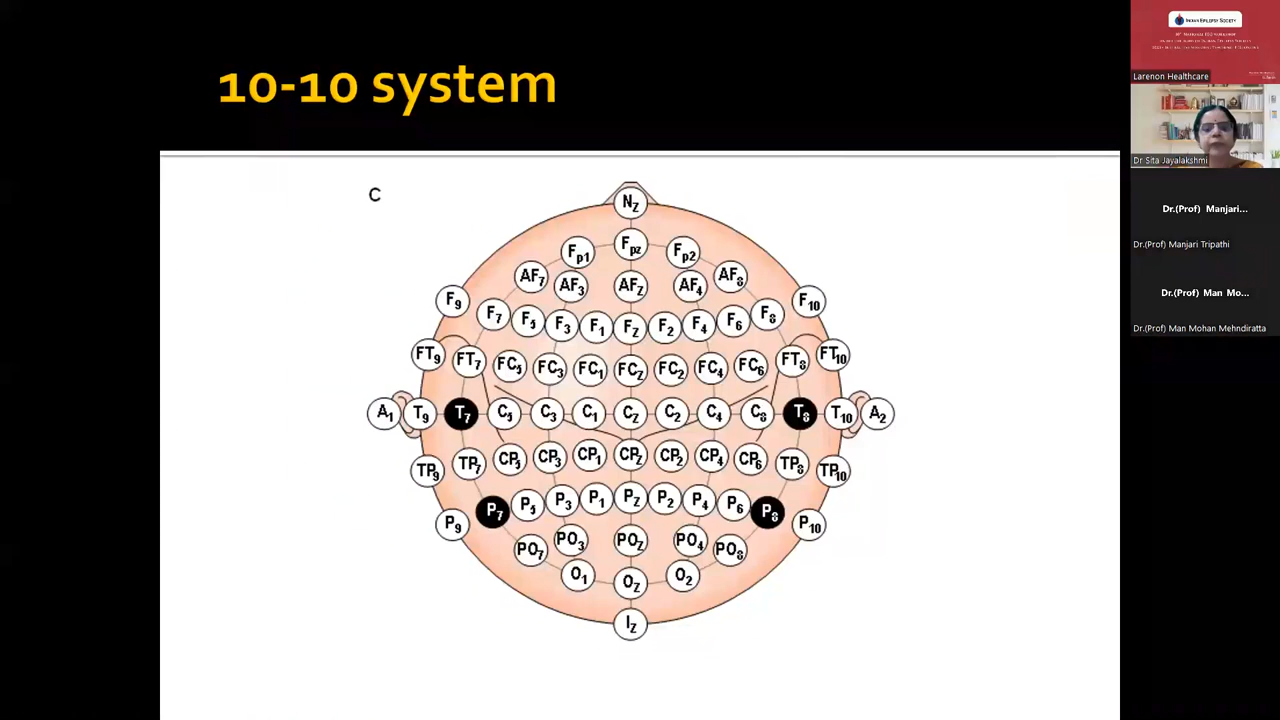 10-10 system
C
Nz
Fp1 Fpz Fp2
AF7 AF3 AFz AF4 AF8
F9 F7 F5 F3 F1 Fz F2 F4 F6 F8 F10
FT9 FT7 FC5 FC3 FC1 FCz FC2 FC4 FC6 FT8 FT10
A1 T9 T7 C5 C3 C1 Cz C2 C4 C8 T8 T10 A2
TP9 TP7 CP5 CP3 CP1 CPz CP2 CP4 CP6 TP8 TP10
P9 P7 P5 P3 P1 Pz P2 P4 P6 P8 P10
PO7 PO3 POz PO4 PO8
O1 Oz O2
Iz
Indian Epilepsy Society
Larenon Healthcare
Dr Sita Jayalakshmi
Dr.(Prof) Manjari...
Dr.(Prof) Manjari Tripathi
Dr.(Prof) Man Mo...
Dr.(Prof) Man Mohan Mehndiratta